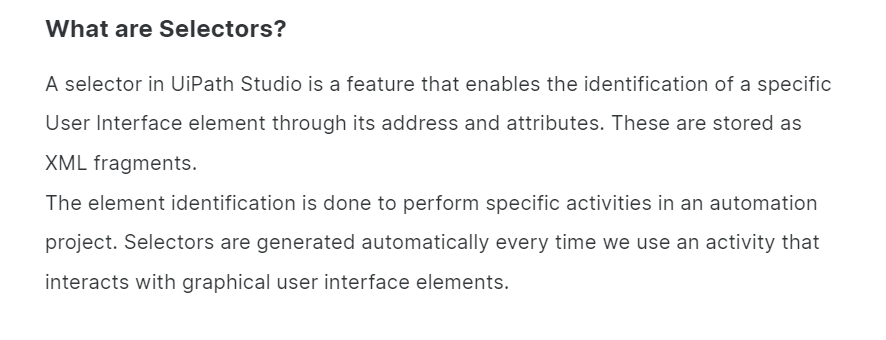 What are Selectors?
A selector in UiPath Studio is a feature that enables the identification of a specific
User Interface element through its address and attributes. These are stored as
XML fragments.
The element identification is done to perform specific activities in an automation
project. Selectors are generated automatically every time we use an activity that
interacts with graphical user interface elements.